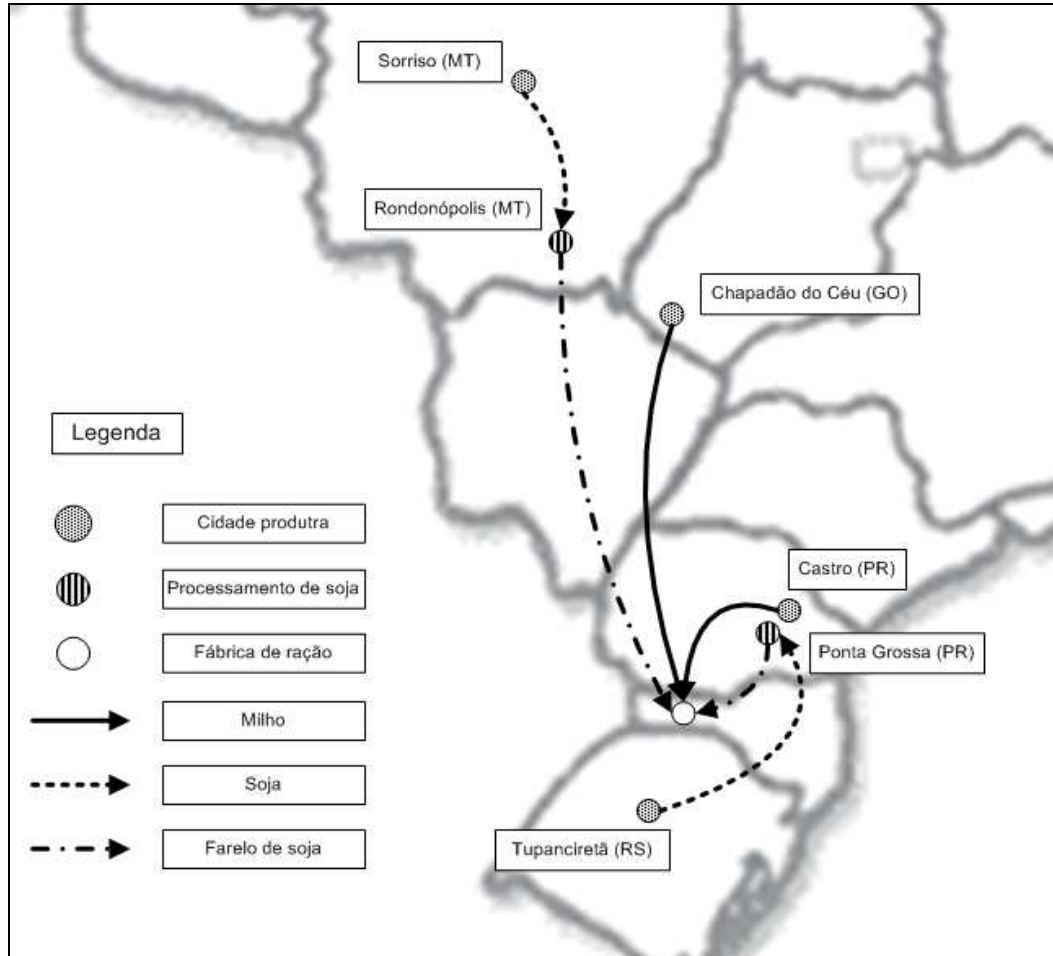 Sorriso (MT)
Rondonópolis (MT)
Chapadão do Céu (GO)
Legenda
Cidade produtra
Processamento de soja
Fábrica de ração
Milho
Soja
Farelo de soja
Castro (PR)
Ponta Grossa (PR)
Tupanciretã (RS)